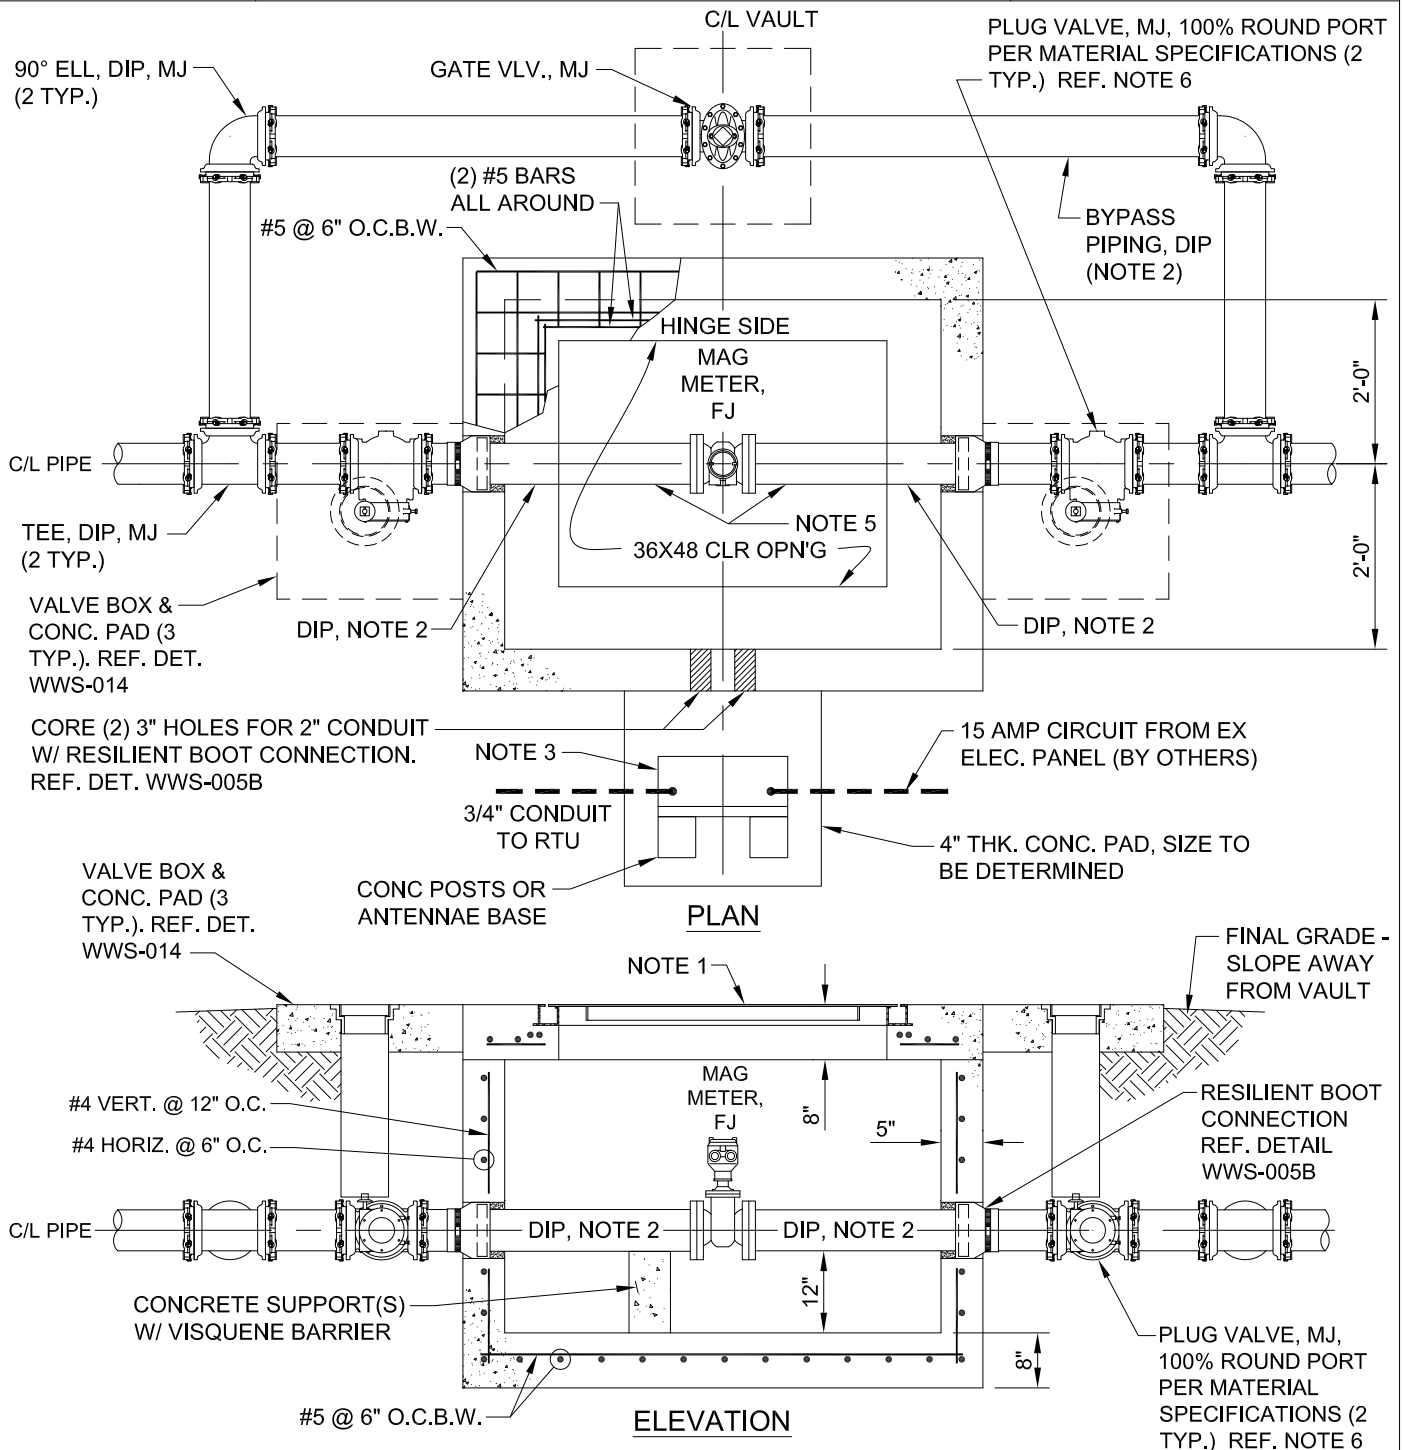 C/L VAULT
PLUG VALVE, MJ, 100% ROUND PORT
PER MATERIAL SPECIFICATIONS (2
TYP.) REF. NOTE 6
90° ELL, DIP, MJ
(2 TYP.)
GATE VLV., MJ
(2) #5 BARS
ALL AROUND
#5 @ 6" O.C.B.W.
BYPASS
PIPING, DIP
(NOTE 2)
HINGE SIDE
MAG
METER,
FJ
2'-0"
C/L PIPE
2'-0"
TEE, DIP, MJ
(2 TYP.)
NOTE 5
36X48 CLR OPN'G
VALVE BOX &
CONC. PAD (3
TYP.). REF. DET.
WWS-014
DIP, NOTE 2
DIP, NOTE 2
CORE (2) 3" HOLES FOR 2" CONDUIT
W/ RESILIENT BOOT CONNECTION.
REF. DET. WWS-005B
NOTE 3
15 AMP CIRCUIT FROM EX
ELEC. PANEL (BY OTHERS)
3/4" CONDUIT
TO RTU
4" THK. CONC. PAD, SIZE TO
BE DETERMINED
CONC POSTS OR
ANTENNAE BASE
PLAN
VALVE BOX &
CONC. PAD (3
TYP.). REF. DET.
WWS-014
NOTE 1
FINAL GRADE -
SLOPE AWAY
FROM VAULT
MAG
METER,
FJ
8"
5"
#4 VERT. @ 12" O.C.
#4 HORIZ. @ 6" O.C.
RESILIENT BOOT
CONNECTION
REF. DETAIL
WWS-005B
C/L PIPE
DIP, NOTE 2
DIP, NOTE 2
12"
CONCRETE SUPPORT(S)
W/ VISQUENE BARRIER
8"
PLUG VALVE, MJ,
100% ROUND PORT
PER MATERIAL
SPECIFICATIONS (2
TYP.) REF. NOTE 6
#5 @ 6" O.C.B.W.
ELEVATION